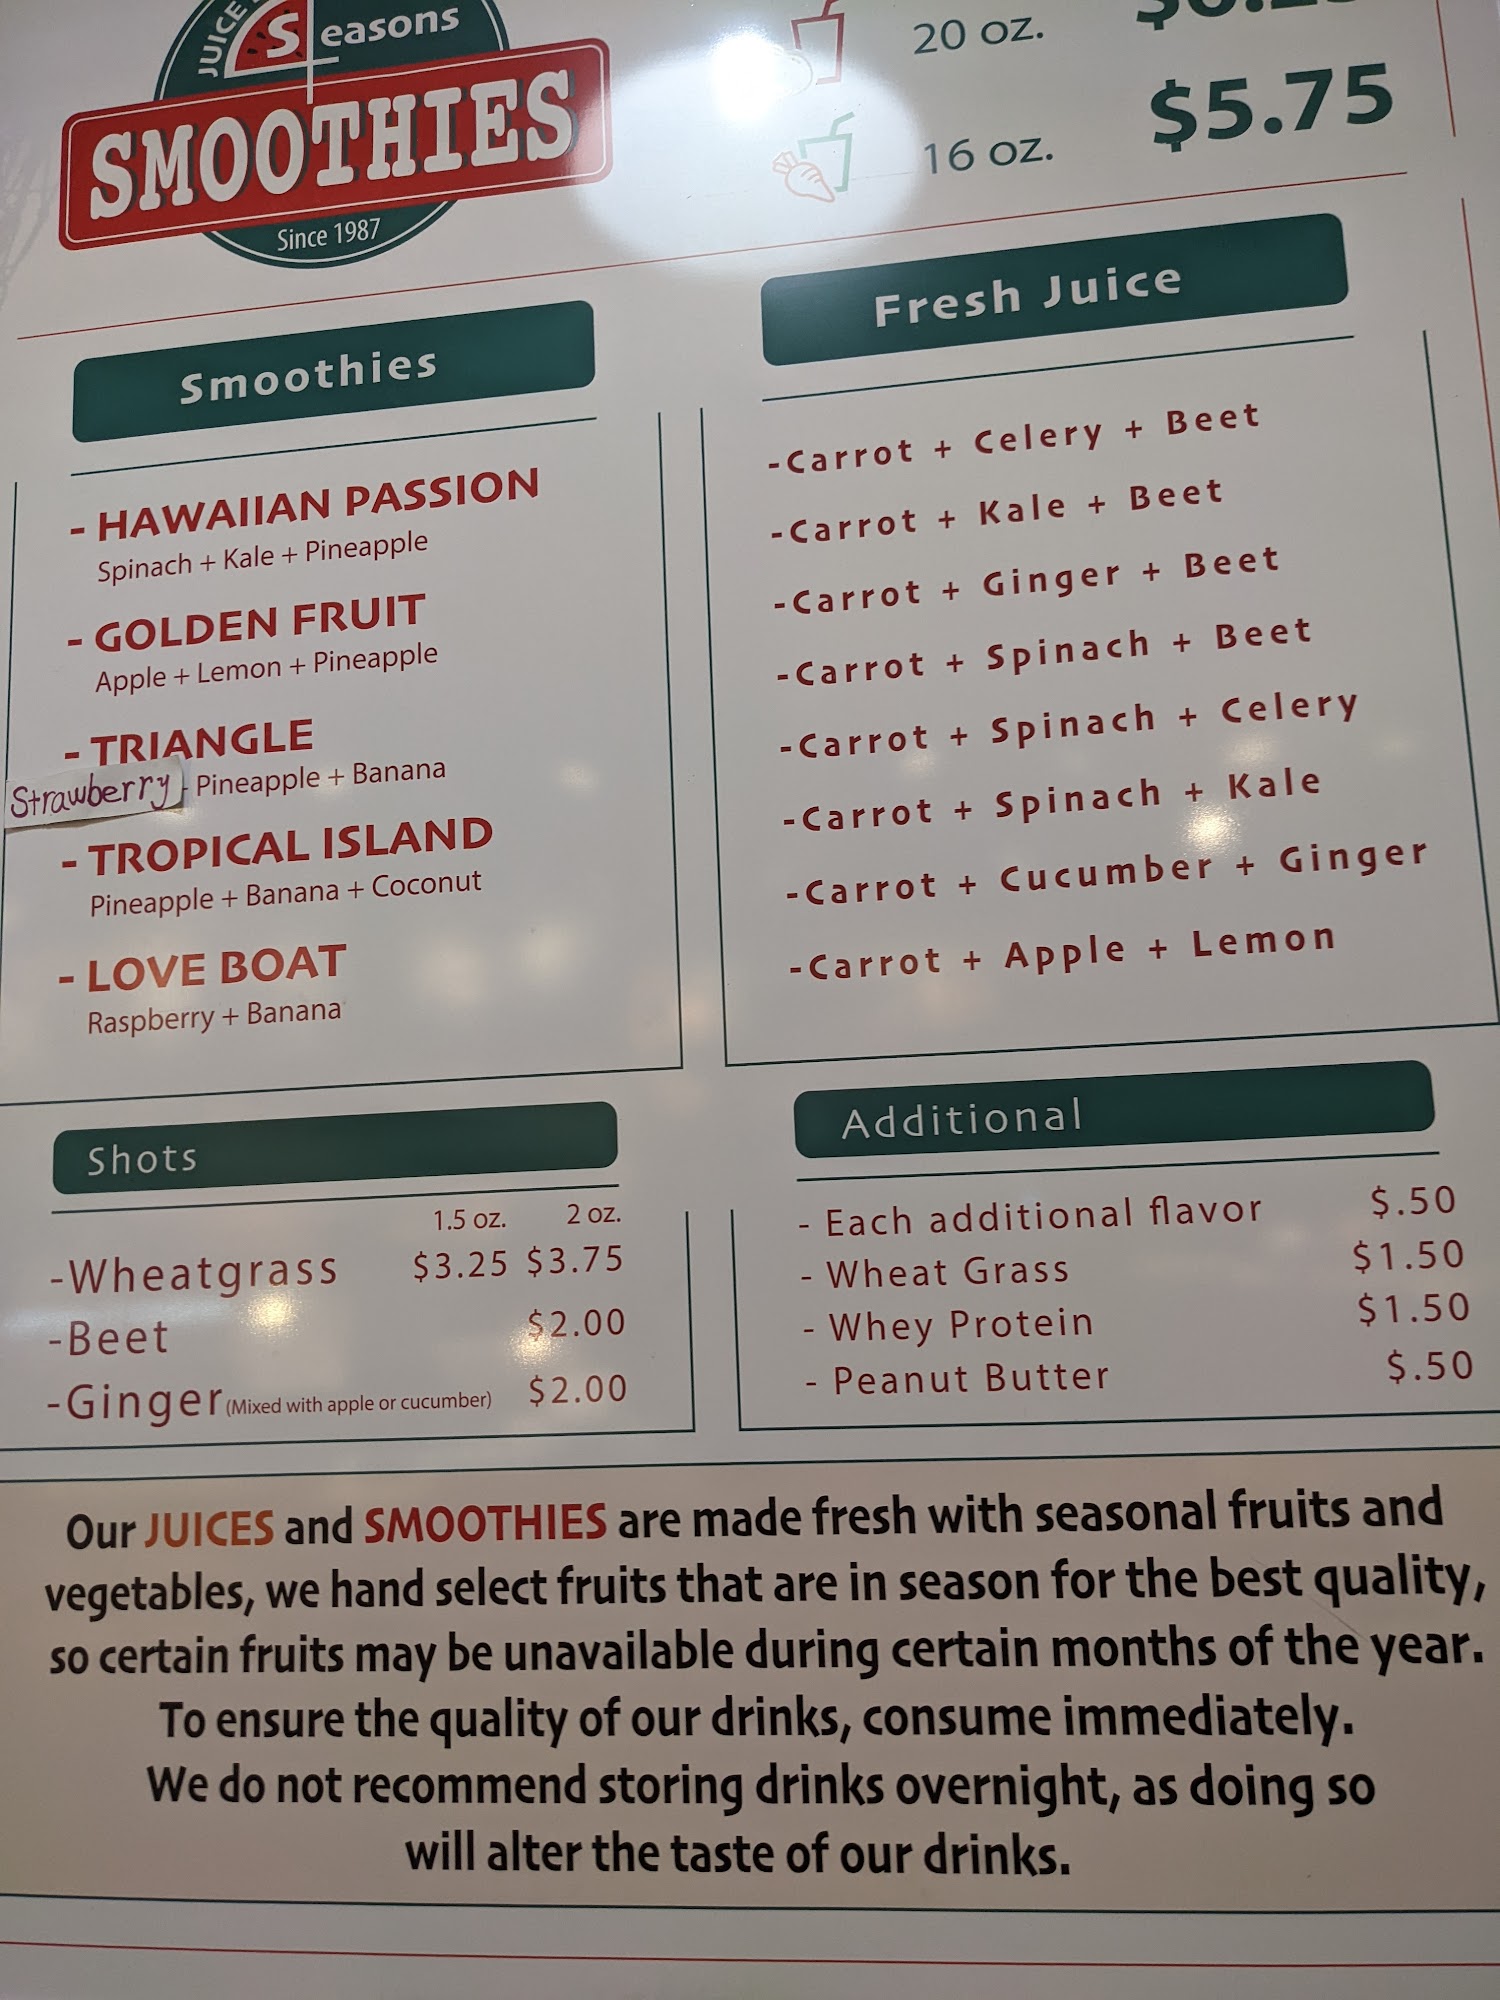 JUICE
Seasons
SMOOTHIES
Since 1987
20 oz.
16 oz. $5.75
Smoothies
- HAWAIIAN PASSION
Spinach + Kale + Pineapple
- GOLDEN FRUIT
Apple + Lemon + Pineapple
- TRIANGLE
Strawberry Pineapple + Banana
- TROPICAL ISLAND
Pineapple + Banana + Coconut
- LOVE BOAT
Raspberry + Banana
Fresh Juice
-Carrot + Celery + Beet
-Carrot + Kale + Beet
-Carrot + Ginger + Beet
-Carrot + Spinach + Beet
-Carrot + Spinach + Celery
-Carrot + Spinach + Kale
-Carrot + Cucumber + Ginger
-Carrot + Apple + Lemon
Shots
1.5 oz. 2 oz.
-Wheatgrass $3.25 $3.75
-Beet $2.00
-Ginger (Mixed with apple or cucumber) $2.00
Additional
- Each additional flavor $.50
- Wheat Grass $1.50
- Whey Protein $1.50
- Peanut Butter $.50
Our JUICES and SMOOTHIES are made fresh with seasonal fruits and
vegetables, we hand select fruits that are in season for the best quality,
so certain fruits may be unavailable during certain months of the year.
To ensure the quality of our drinks, consume immediately.
We do not recommend storing drinks overnight, as doing so
will alter the taste of our drinks.